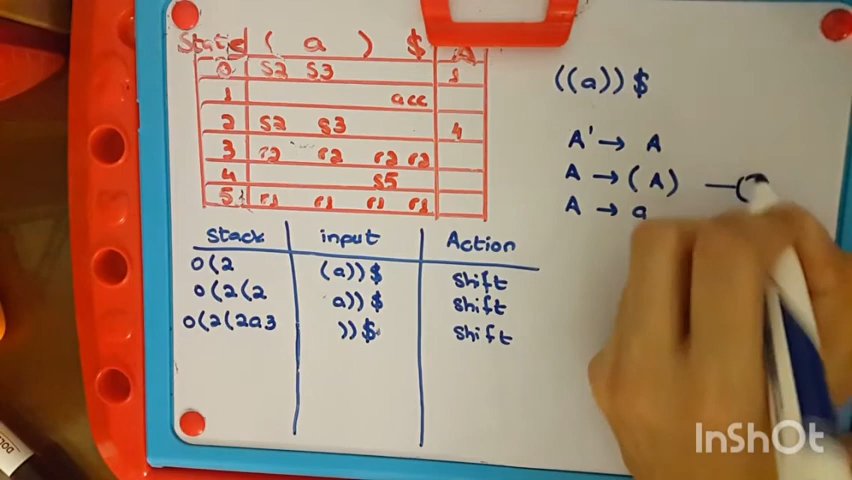 State ( a ) $ A
0 S2 S3 1
1 acc
2 S2 S3 4
3 r2 r2 r2 r2
4 S5
5 r1 r1 r1 r1
((a))$
A' → A
A → (A) —
A → a
Stack input Action
0(2 (a))$ Shift
0(2(2 a))$ Shift
0(2(2a3 ))$ Shift
InShOt